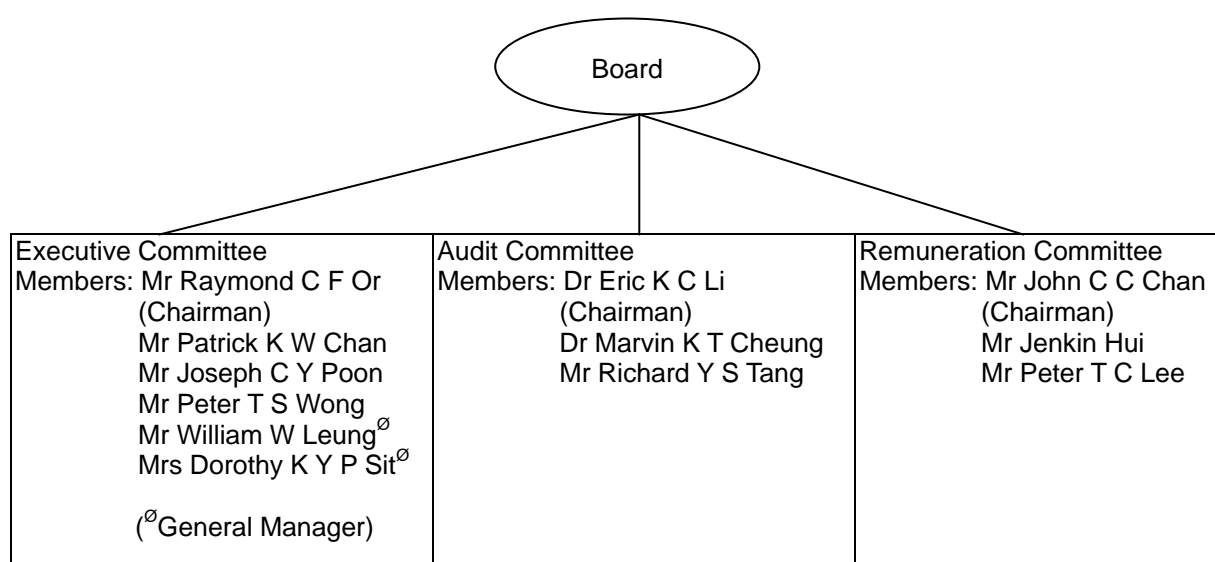 Board
Executive Committee
Members: Mr Raymond C F Or
(Chairman)
Mr Patrick K W Chan
Mr Joseph C Y Poon
Mr Peter T S Wong
Mr William W Leung^Ø
Mrs Dorothy K Y P Sit^Ø
(^ØGeneral Manager)
Audit Committee
Members: Dr Eric K C Li
(Chairman)
Dr Marvin K T Cheung
Mr Richard Y S Tang
Remuneration Committee
Members: Mr John C C Chan
(Chairman)
Mr Jenkin Hui
Mr Peter T C Lee